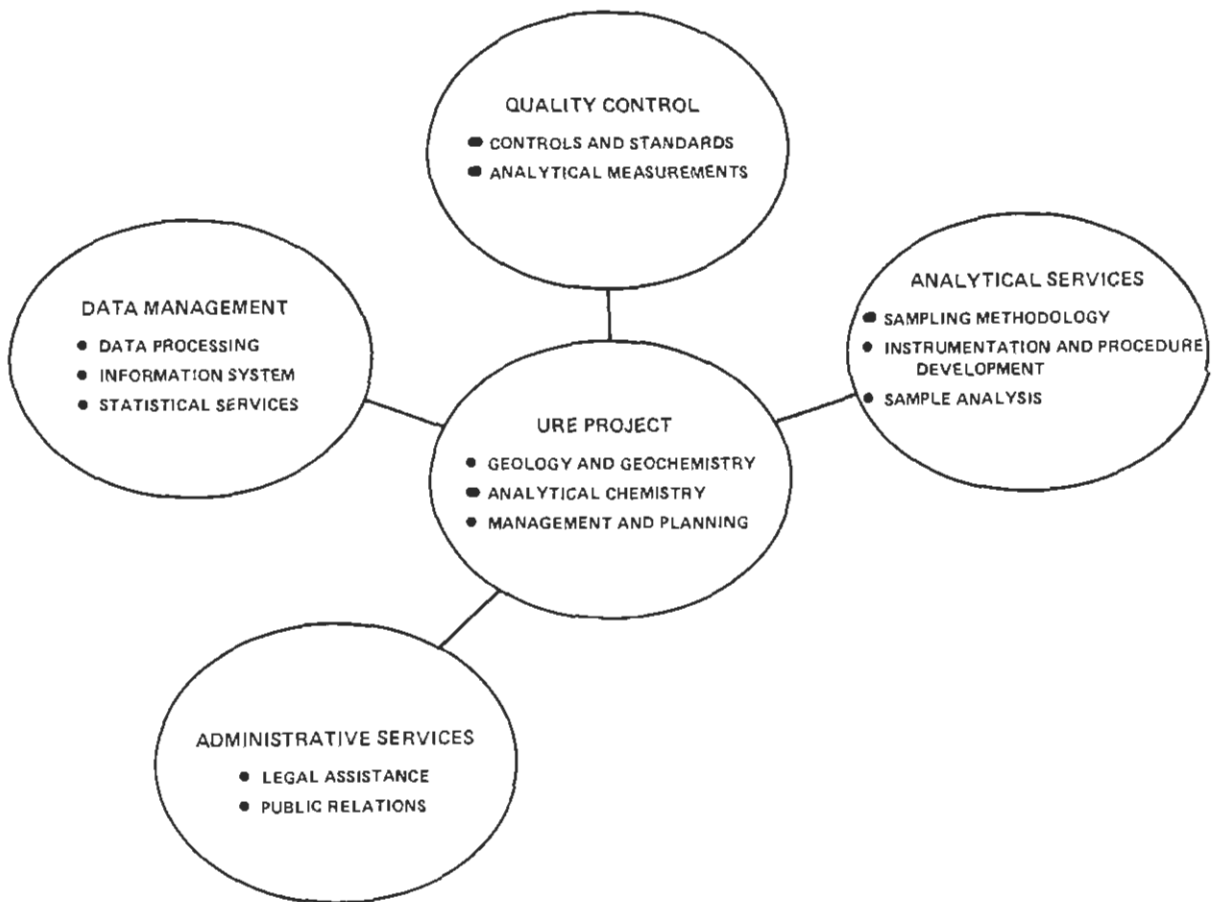 QUALITY CONTROL
● CONTROLS AND STANDARDS
● ANALYTICAL MEASUREMENTS
DATA MANAGEMENT
● DATA PROCESSING
● INFORMATION SYSTEM
● STATISTICAL SERVICES
ANALYTICAL SERVICES
● SAMPLING METHODOLOGY
● INSTRUMENTATION AND PROCEDURE
DEVELOPMENT
● SAMPLE ANALYSIS
URE PROJECT
● GEOLOGY AND GEOCHEMISTRY
● ANALYTICAL CHEMISTRY
● MANAGEMENT AND PLANNING
ADMINISTRATIVE SERVICES
● LEGAL ASSISTANCE
● PUBLIC RELATIONS